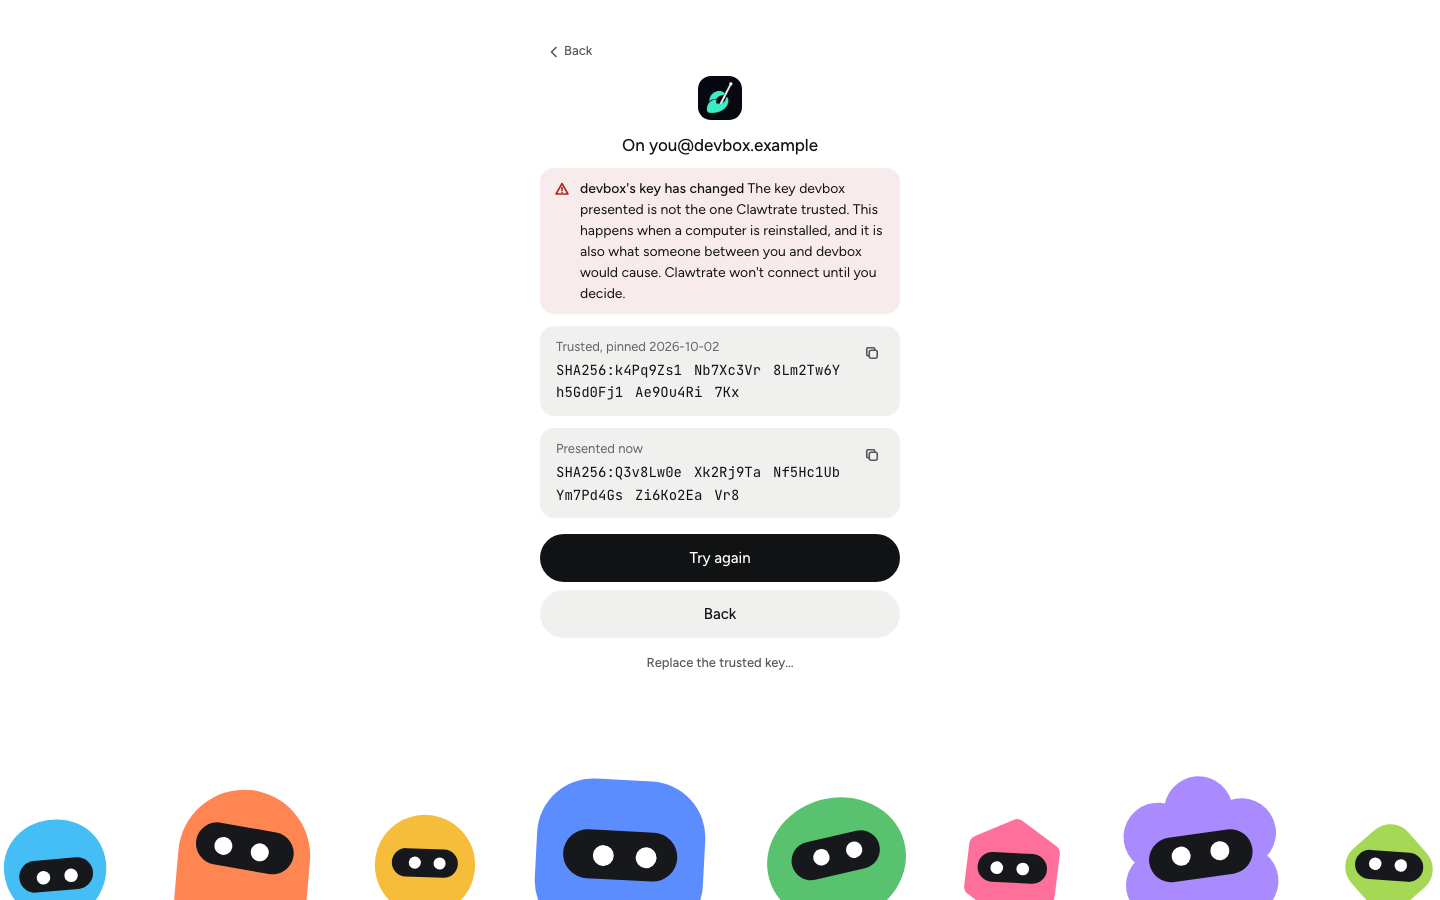 Back
On you@devbox.example
devbox's key has changed The key devbox
presented is not the one Clawtrate trusted. This
happens when a computer is reinstalled, and it is
also what someone between you and devbox
would cause. Clawtrate won't connect until you
decide.
Trusted, pinned 2026-10-02
SHA256:k4Pq9Zs1 Nb7Xc3Vr 8Lm2Tw6Y
h5Gd0Fj1 Ae9Ou4Ri 7Kx
Presented now
SHA256:Q3v8Lw0e Xk2Rj9Ta Nf5Hc1Ub
Ym7Pd4Gs Zi6Ko2Ea Vr8
Try again
Back
Replace the trusted key...